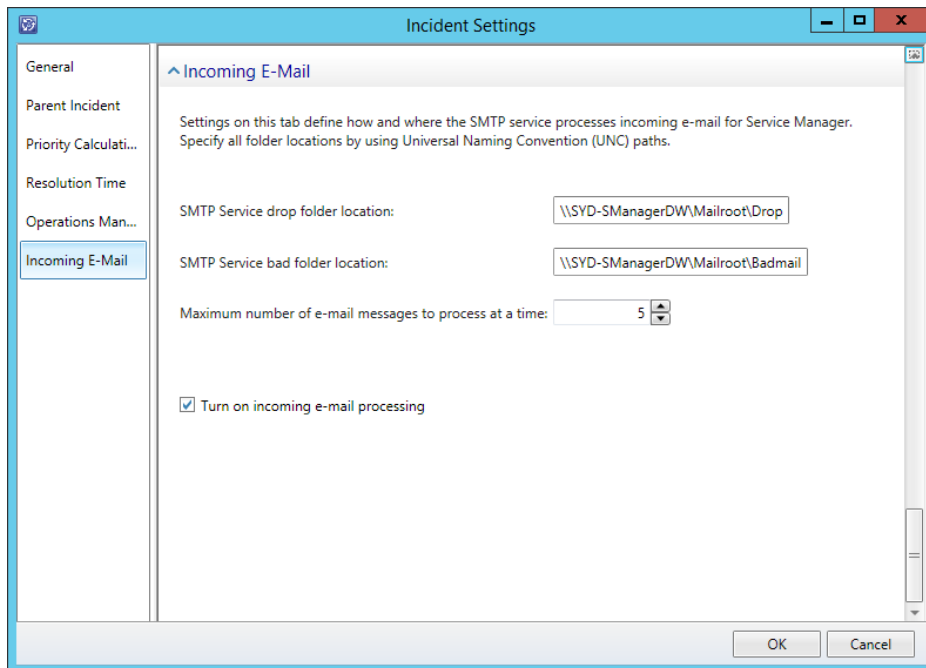 Incident Settings
General
Parent Incident
Priority Calculati...
Resolution Time
Operations Man...
Incoming E-Mail
Incoming E-Mail
Settings on this tab define how and where the SMTP service processes incoming e-mail for Service Manager.
Specify all folder locations by using Universal Naming Convention (UNC) paths.
SMTP Service drop folder location: \\SYD-SManagerDW\Mailroot\Drop
SMTP Service bad folder location: \\SYD-SManagerDW\Mailroot\Badmail
Maximum number of e-mail messages to process at a time: 5
Turn on incoming e-mail processing
OK Cancel